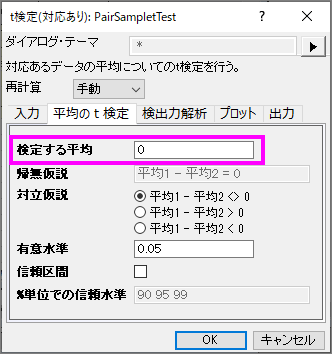 t検定(対応あり): PairSampletTest
ダイアログ・テーマ *
対応あるデータの平均についてのt検定を行う。
再計算 手動
入力 平均の t 検定 検出力解析 プロット 出力
検定する平均 0
帰無仮説 平均1 - 平均2 = 0
対立仮説 平均1 - 平均2 <> 0
平均1 - 平均2 > 0
平均1 - 平均2 < 0
有意水準 0.05
信頼区間
%単位での信頼水準 90 95 99
OK キャンセル